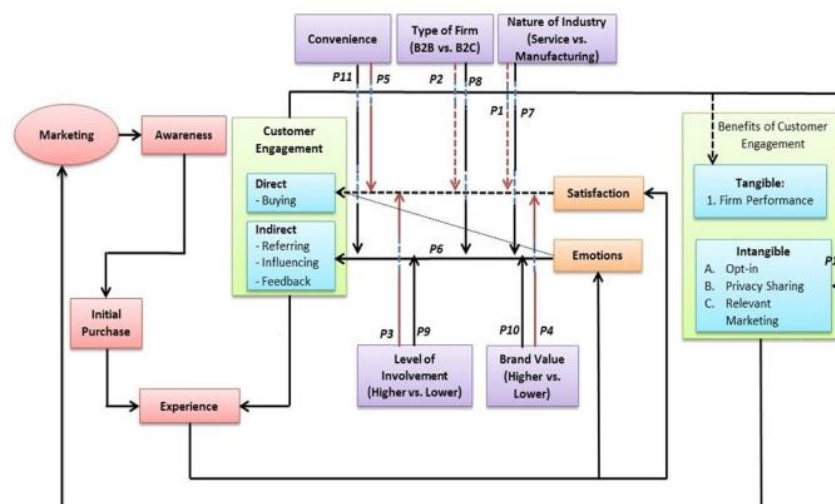 Convenience
Type of Firm
(B2B vs. B2C)
Nature of Industry
(Service vs.
Manufacturing)
P11
P5
P2
P8
P1
P7
Marketing
Awareness
Customer
Engagement
Direct
- Buying
Indirect
- Referring
- Influencing
- Feedback
Satisfaction
Emotions
P6
Benefits of Customer
Engagement
Tangible:
1. Firm Performance
Intangible
A. Opt-in
B. Privacy Sharing
C. Relevant
Marketing
Initial
Purchase
Experience
P3
P9
P10
P4
Level of
Involvement
(Higher vs. Lower)
Brand Value
(Higher vs.
Lower)